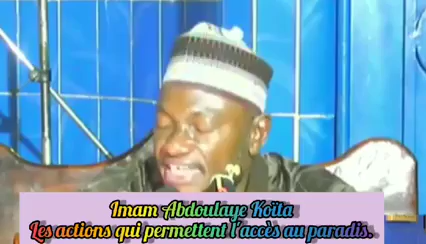 Imam Abdoulaye Koïta
Les actions qui permettent l'accès au paradis.